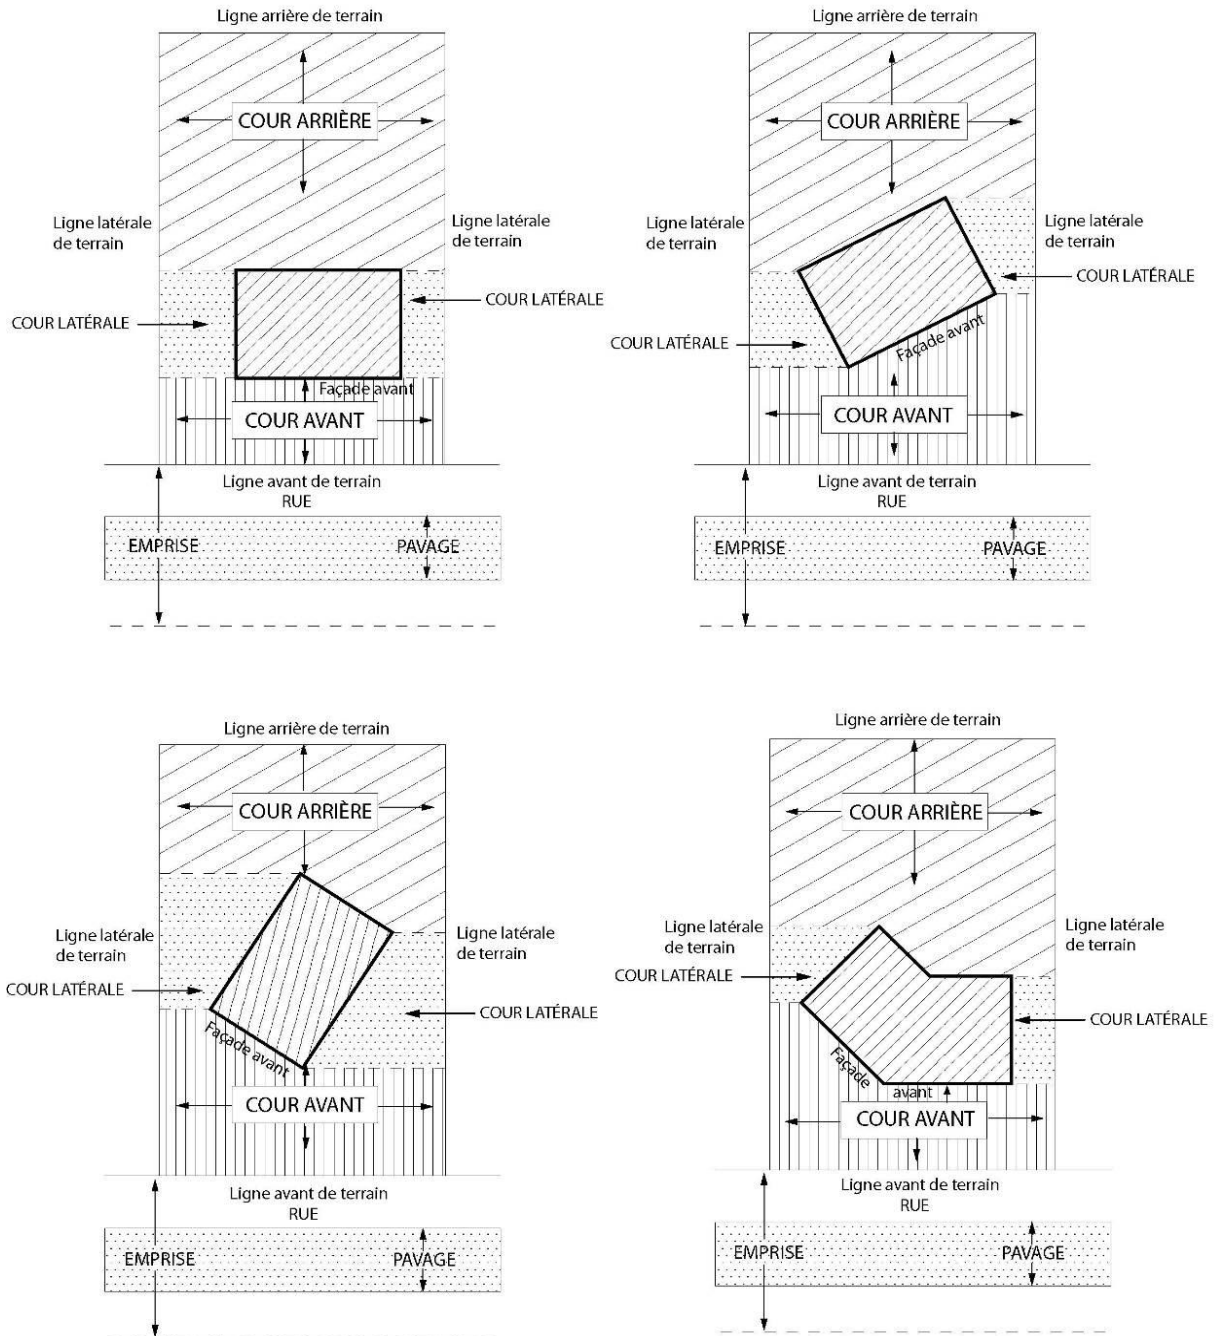 Ligne arrière de terrain
COUR ARRIÈRE
Ligne latérale
de terrain
Ligne latérale
de terrain
COUR LATÉRALE
COUR LATÉRALE
Façade avant
COUR AVANT
Ligne avant de terrain
RUE
EMPRISE
PAVAGE
Ligne arrière de terrain
COUR ARRIÈRE
Ligne latérale
de terrain
Ligne latérale
de terrain
COUR LATÉRALE
COUR LATÉRALE
Façade avant
COUR AVANT
Ligne avant de terrain
RUE
EMPRISE
PAVAGE
Ligne arrière de terrain
COUR ARRIÈRE
Ligne latérale
de terrain
Ligne latérale
de terrain
COUR LATÉRALE
COUR LATÉRALE
Façade avant
COUR AVANT
Ligne avant de terrain
RUE
EMPRISE
PAVAGE
Ligne arrière de terrain
COUR ARRIÈRE
Ligne latérale
de terrain
Ligne latérale
de terrain
COUR LATÉRALE
COUR LATÉRALE
Façade
avant
COUR AVANT
Ligne avant de terrain
RUE
EMPRISE
PAVAGE